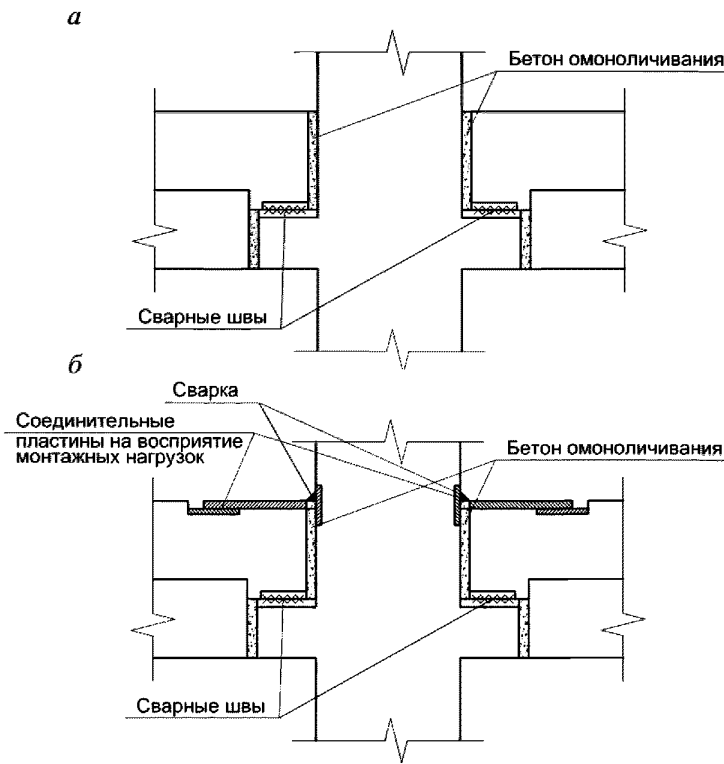 а
Бетон омоноличивания
Сварные швы
б
Сварка
Соединительные
пластины на восприятие
монтажных нагрузок
Бетон омоноличивания
Сварные швы